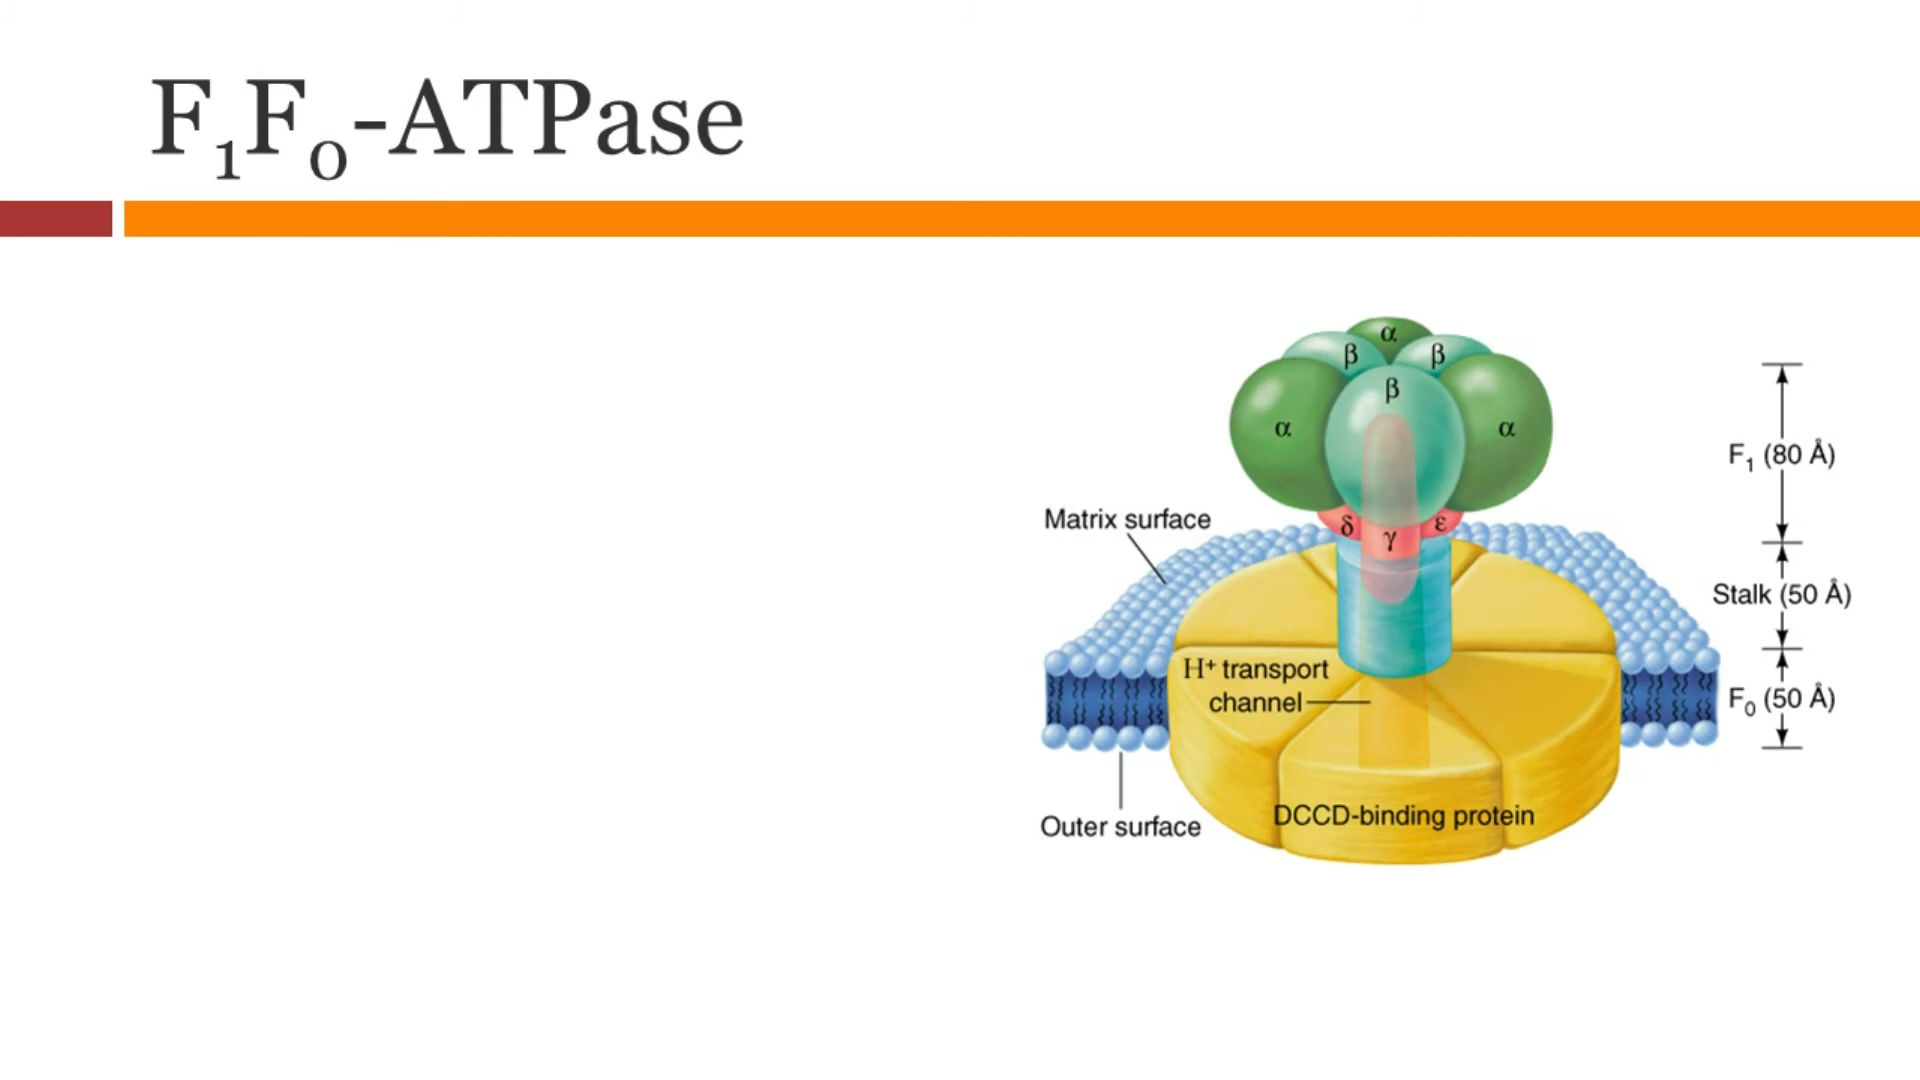 F₁F₀-ATPase
α
β
β
β
α
α
F₁ (80 Å)
Matrix surface
δ
γ
ε
Stalk (50 Å)
H⁺ transport
channel
F₀ (50 Å)
DCCD-binding protein
Outer surface